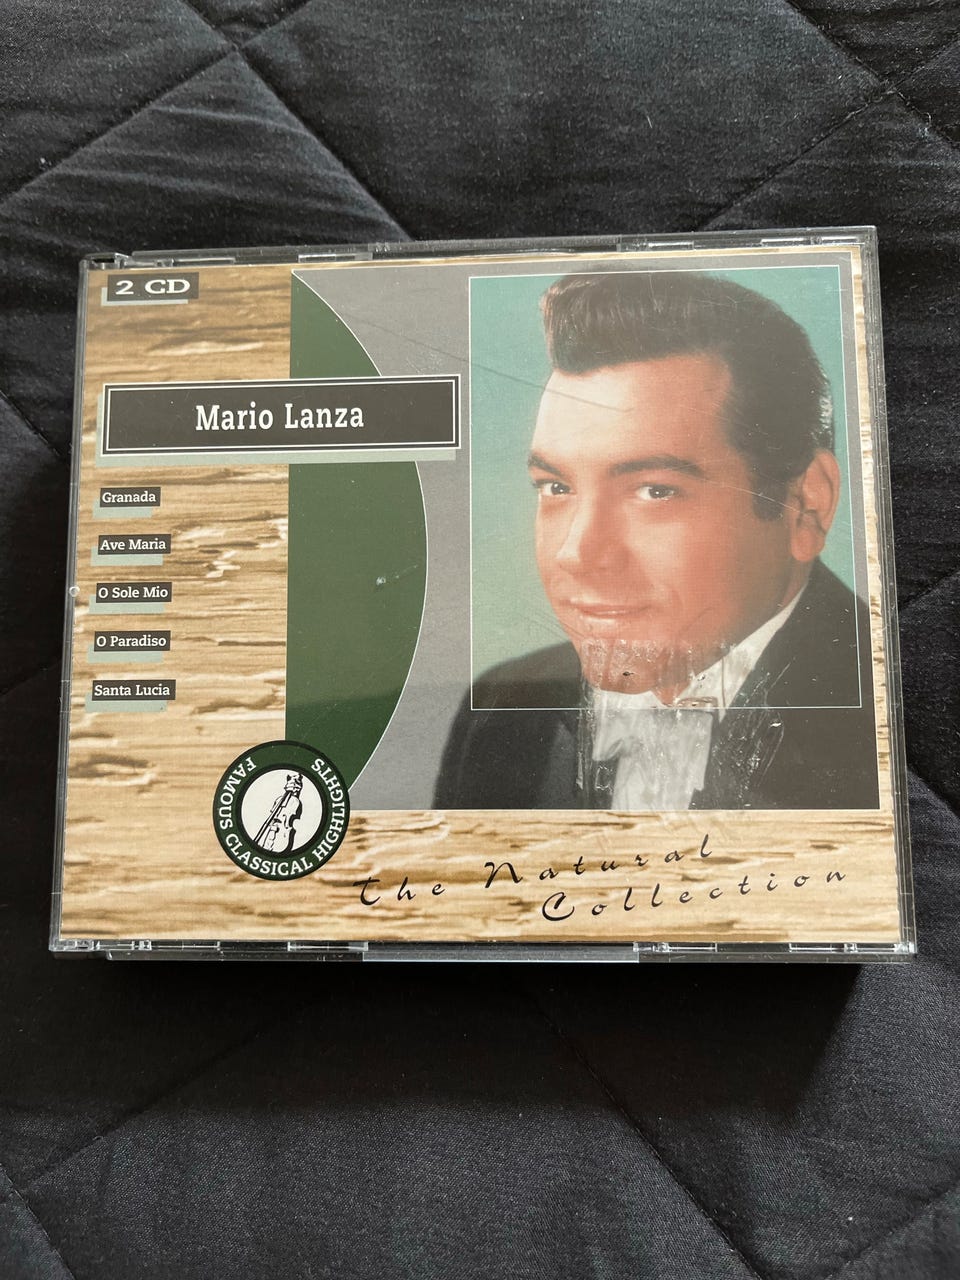 2 CD
Mario Lanza
Granada
Ave Maria
O Sole Mio
O Paradiso
Santa Lucia
FAMOUS CLASSICAL HIGHLIGHTS
The Natural
Collection